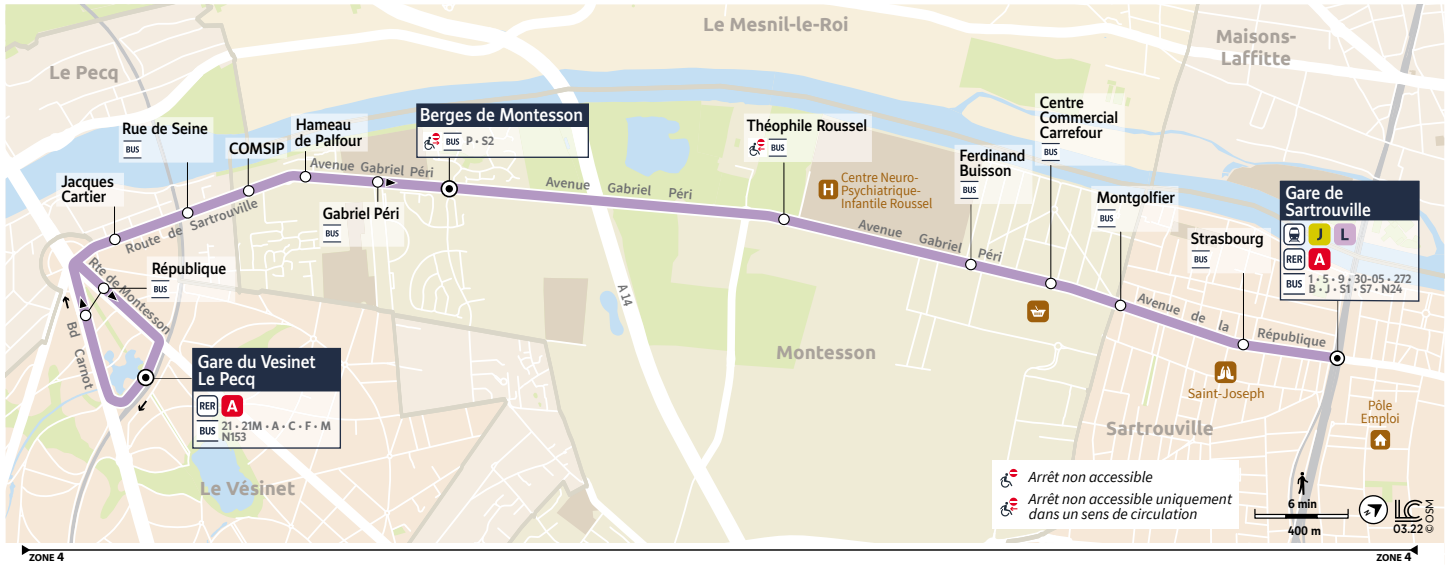 Le Mesnil-le-Roi
Maisons-
Laffitte
Le Pecq
Rue de Seine
BUS
COMSIP
Hameau
de Palfour
Berges de Montesson
BUS P • S2
Théophile Roussel
BUS
Centre
Commercial
Carrefour
BUS
Ferdinand
Buisson
BUS
Jacques
Cartier
Avenue Gabriel Péri
Avenue Gabriel Péri
Avenue Gabriel Péri
Route de Sartrouville
Gabriel Péri
BUS
H Centre Neuro-
Psychiatrique-
Infantile Roussel
Montgolfier
BUS
Strasbourg
BUS
Gare de
Sartrouville
J L
RER A
BUS 1 • 5 • 9 • 30-05 • 272
B • J • S1 • S7 • N24
République
BUS
Rte de Montesson
Bd Carnot
A 14
Avenue de la République
Gare du Vesinet
Le Pecq
RER A
BUS 21 • 21M • A • C • F • M
N153
Montesson
Saint-Joseph
Pôle
Emploi
Sartrouville
Le Vésinet
Arrêt non accessible
Arrêt non accessible uniquement
dans un sens de circulation
6 min
400 m
LC
03.22
© OSM
ZONE 4
ZONE 4